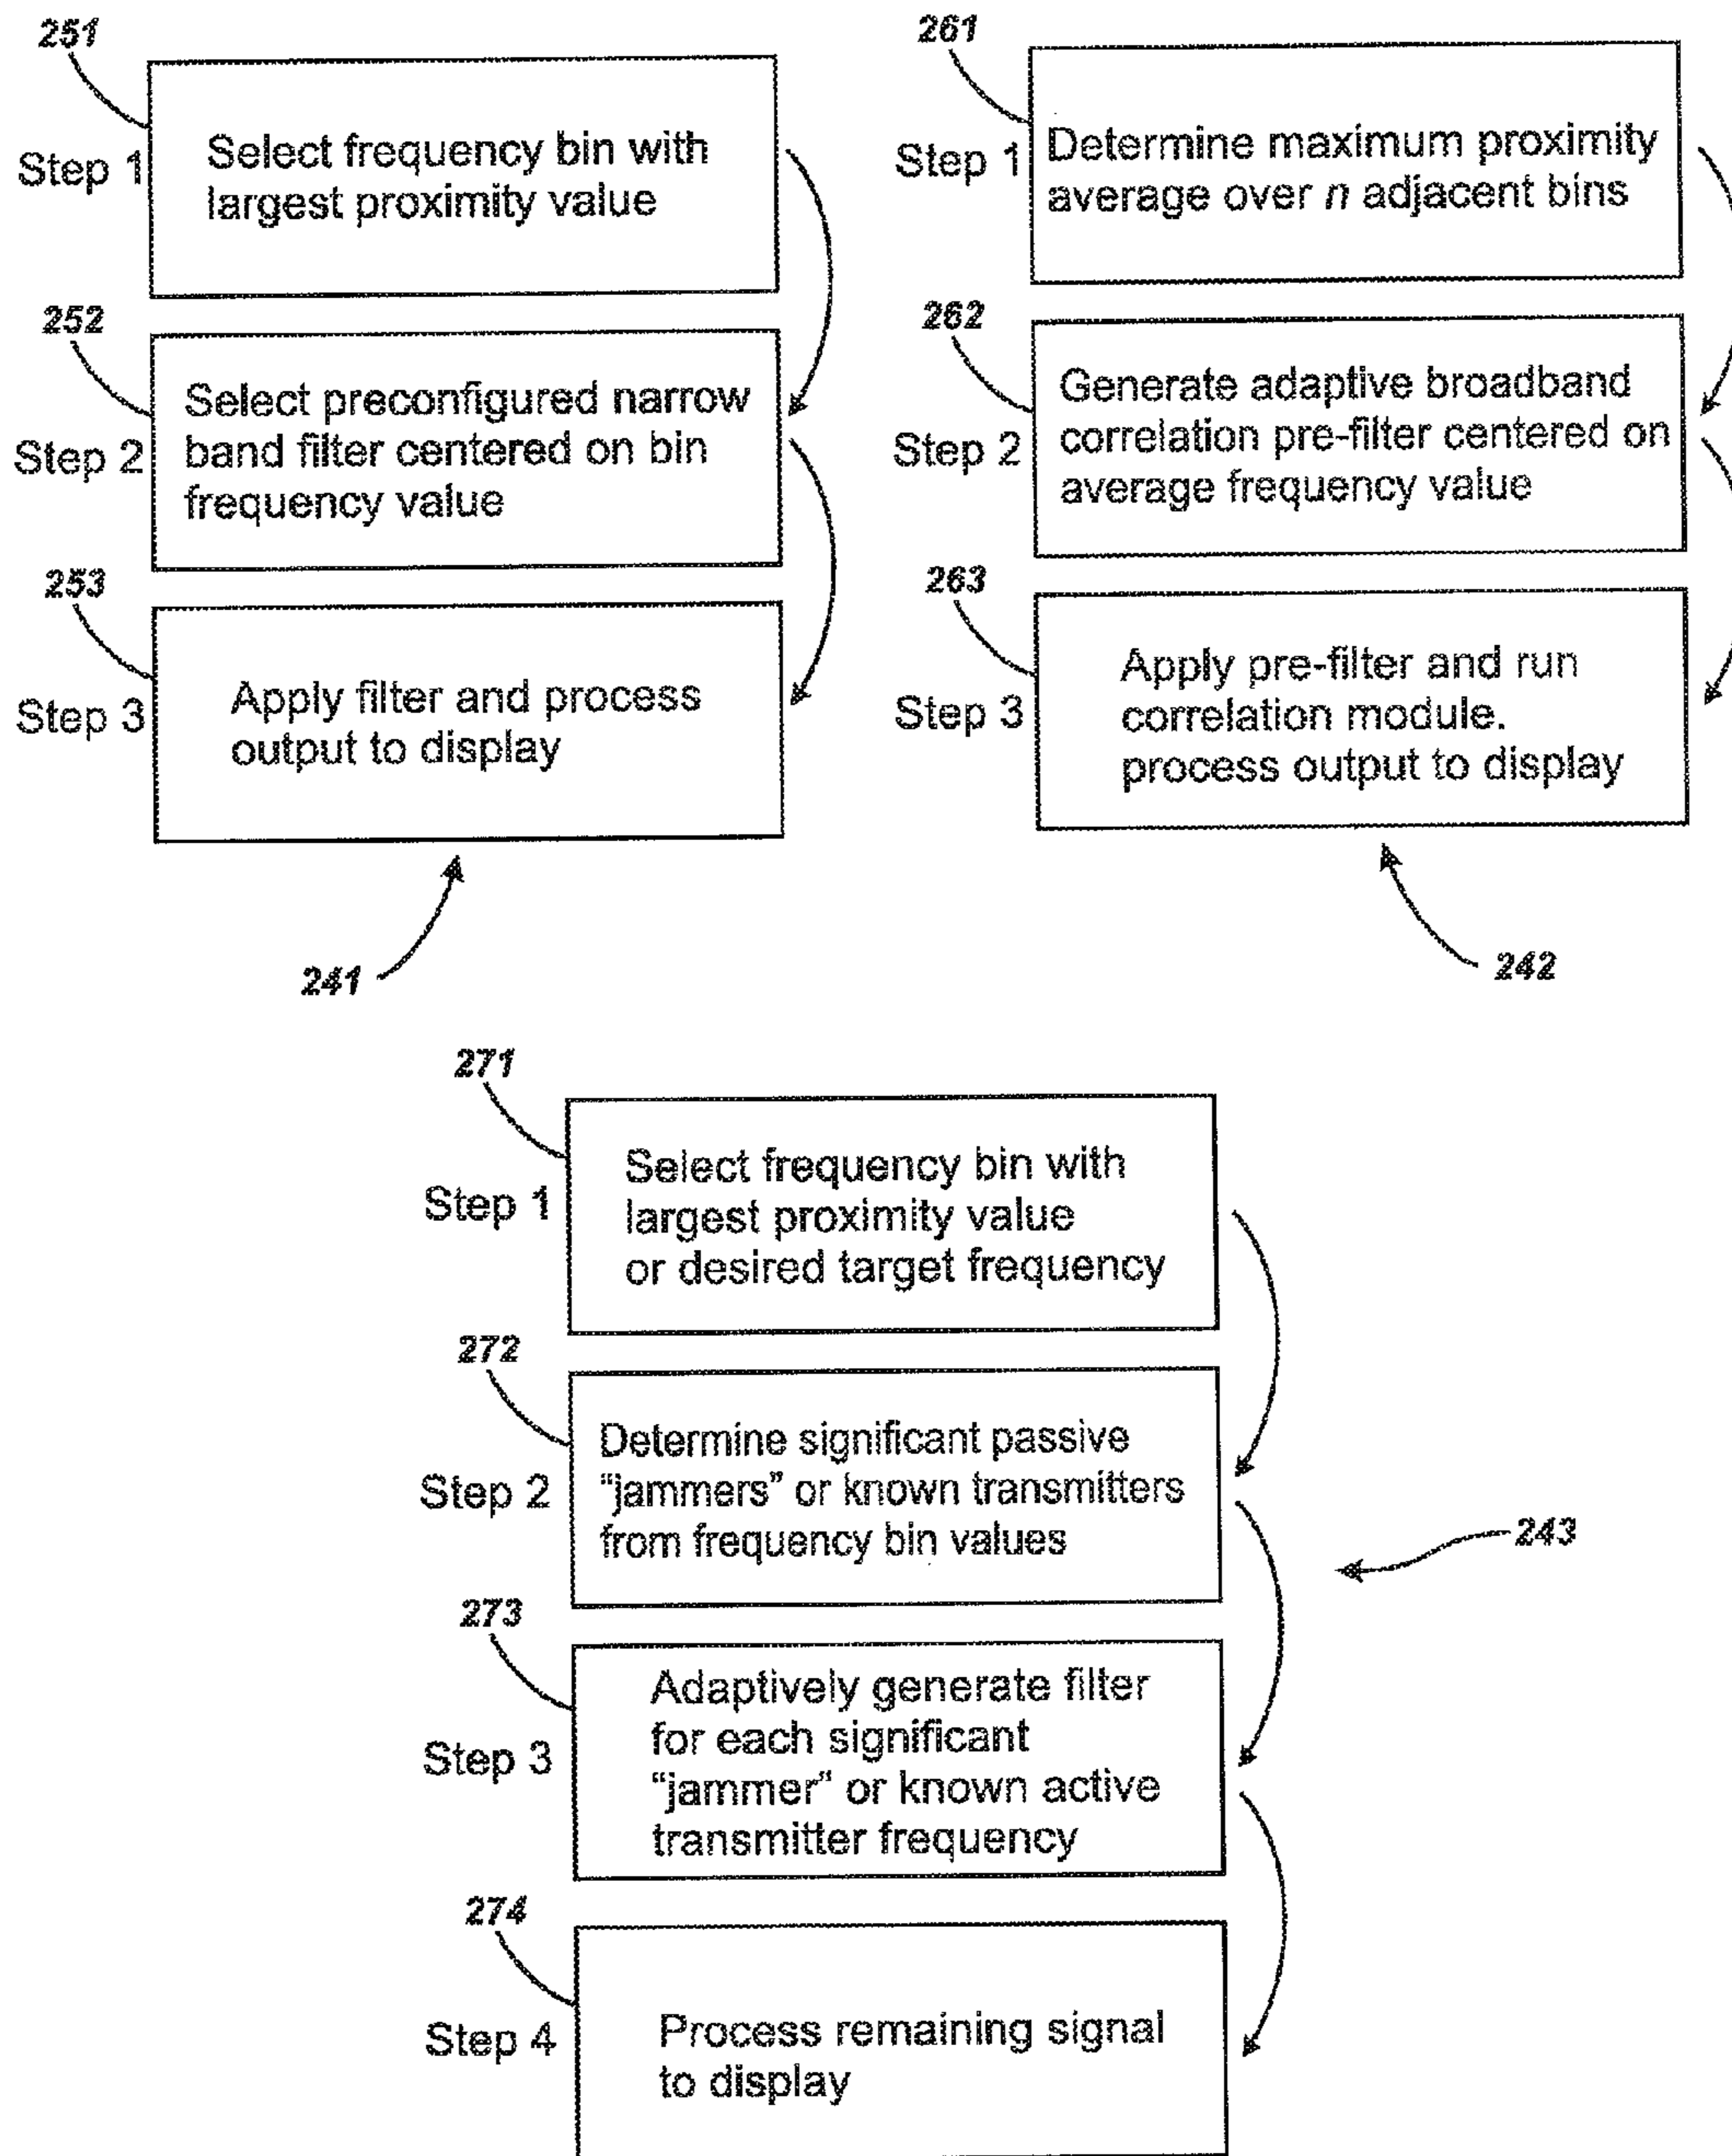 251
Step 1
Select frequency bin with
largest proximity value
252
Step 2
Select preconfigured narrow
band filter centered on bin
frequency value
253
Step 3
Apply filter and process
output to display
241
261
Step 1
Determine maximum proximity
average over n adjacent bins
262
Step 2
Generate adaptive broadband
correlation pre-filter centered on
average frequency value
263
Step 3
Apply pre-filter and run
correlation module.
process output to display
242
271
Step 1
Select frequency bin with
largest proximity value
or desired target frequency
272
Step 2
Determine significant passive
“jammers” or known transmitters
from frequency bin values
243
273
Step 3
Adaptively generate filter
for each significant
“jammer” or known active
transmitter frequency
274
Step 4
Process remaining signal
to display